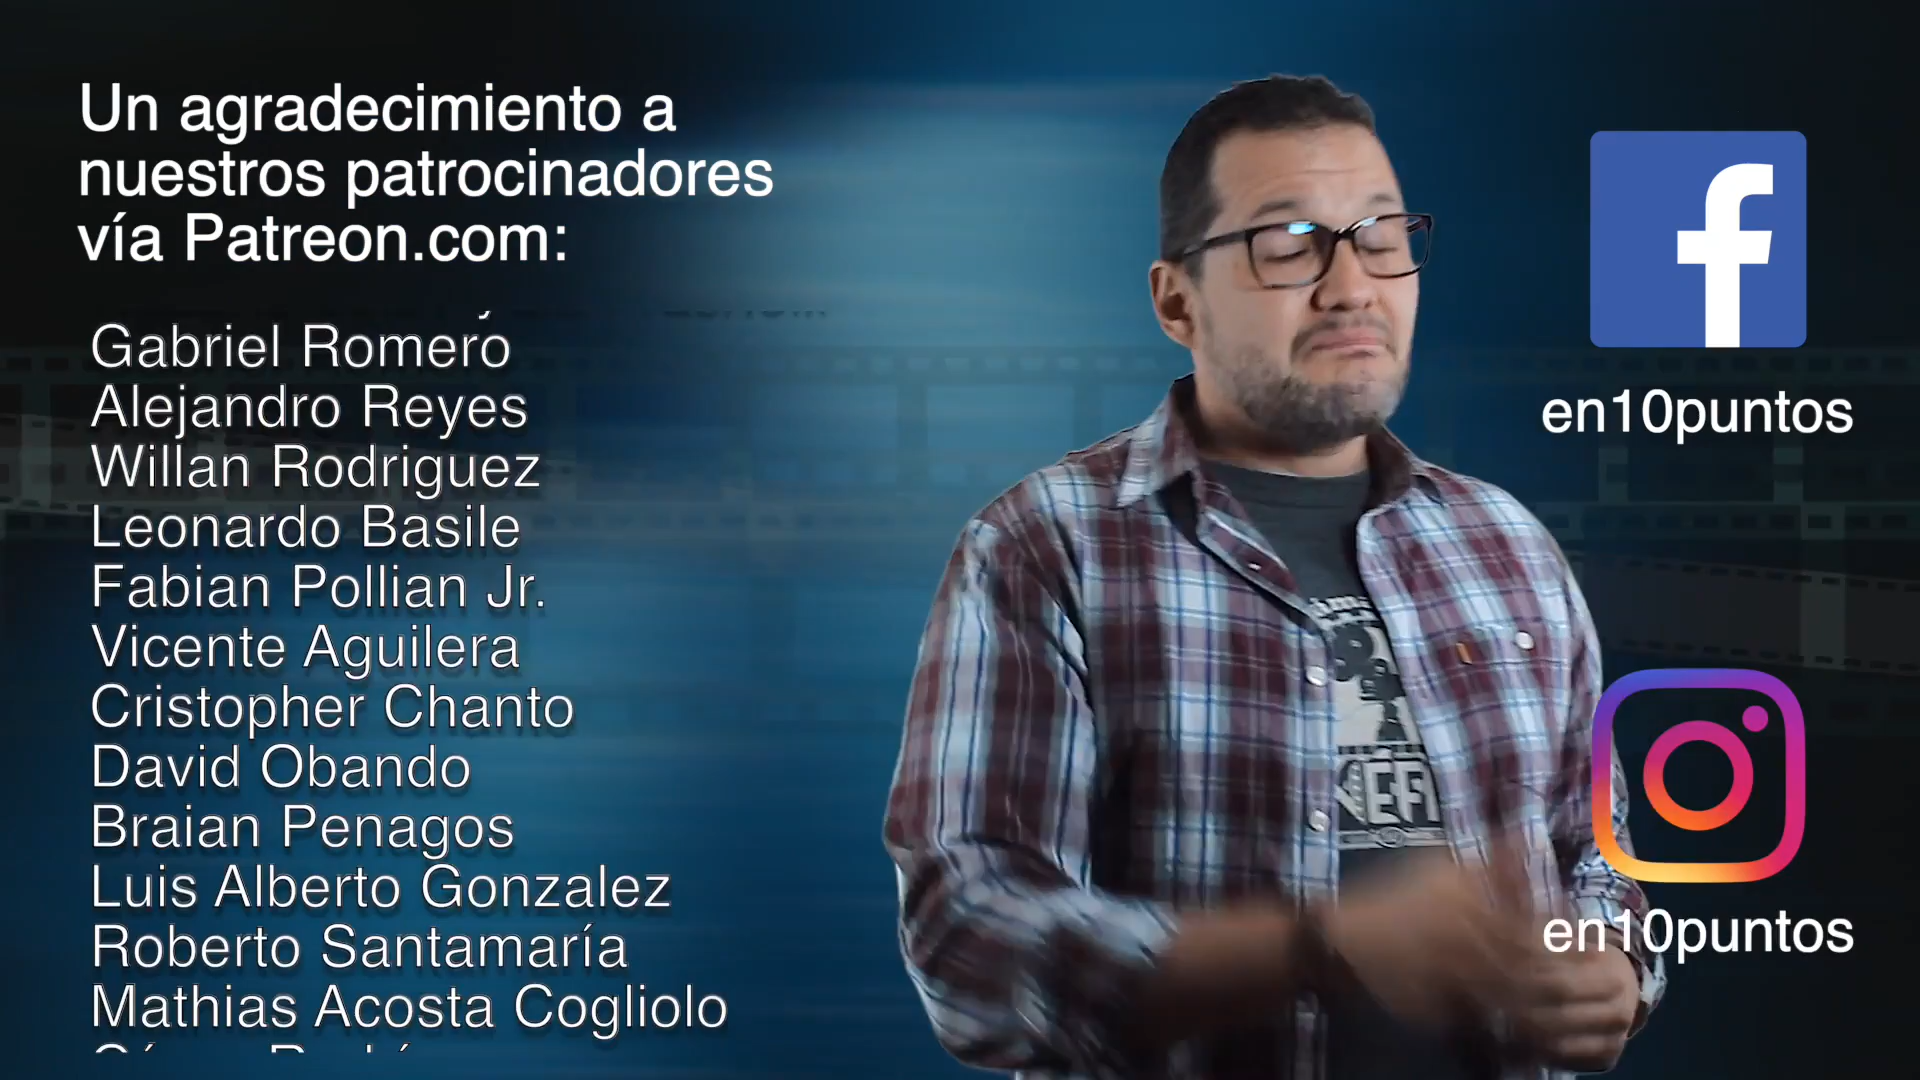 Un agradecimiento a
nuestros patrocinadores
vía Patreon.com:
Gabriel Romero
Alejandro Reyes
Willan Rodriguez
Leonardo Basile
Fabian Pollian Jr.
Vicente Aguilera
Cristopher Chanto
David Obando
Braian Penagos
Luis Alberto Gonzalez
Roberto Santamaría
Mathias Acosta Cogliolo
en10puntos
en10puntos